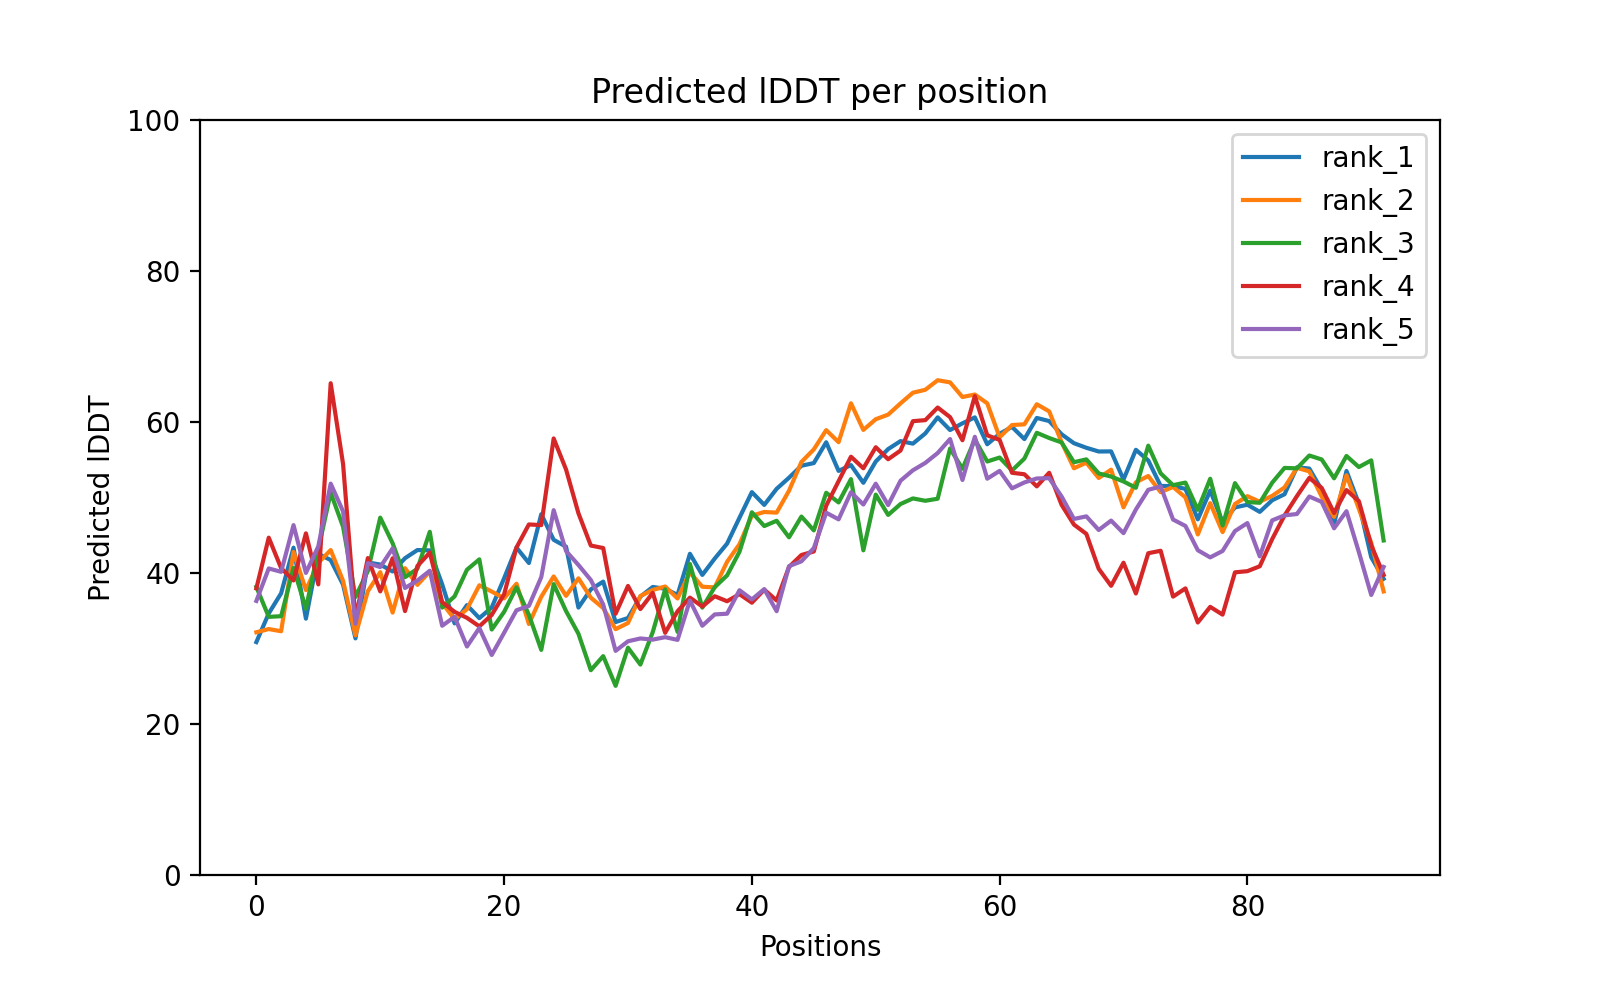 Predicted lDDT per position
100
80
60
40
20
0
Predicted lDDT
0 20 40 60 80
Positions
rank_1
rank_2
rank_3
rank_4
rank_5